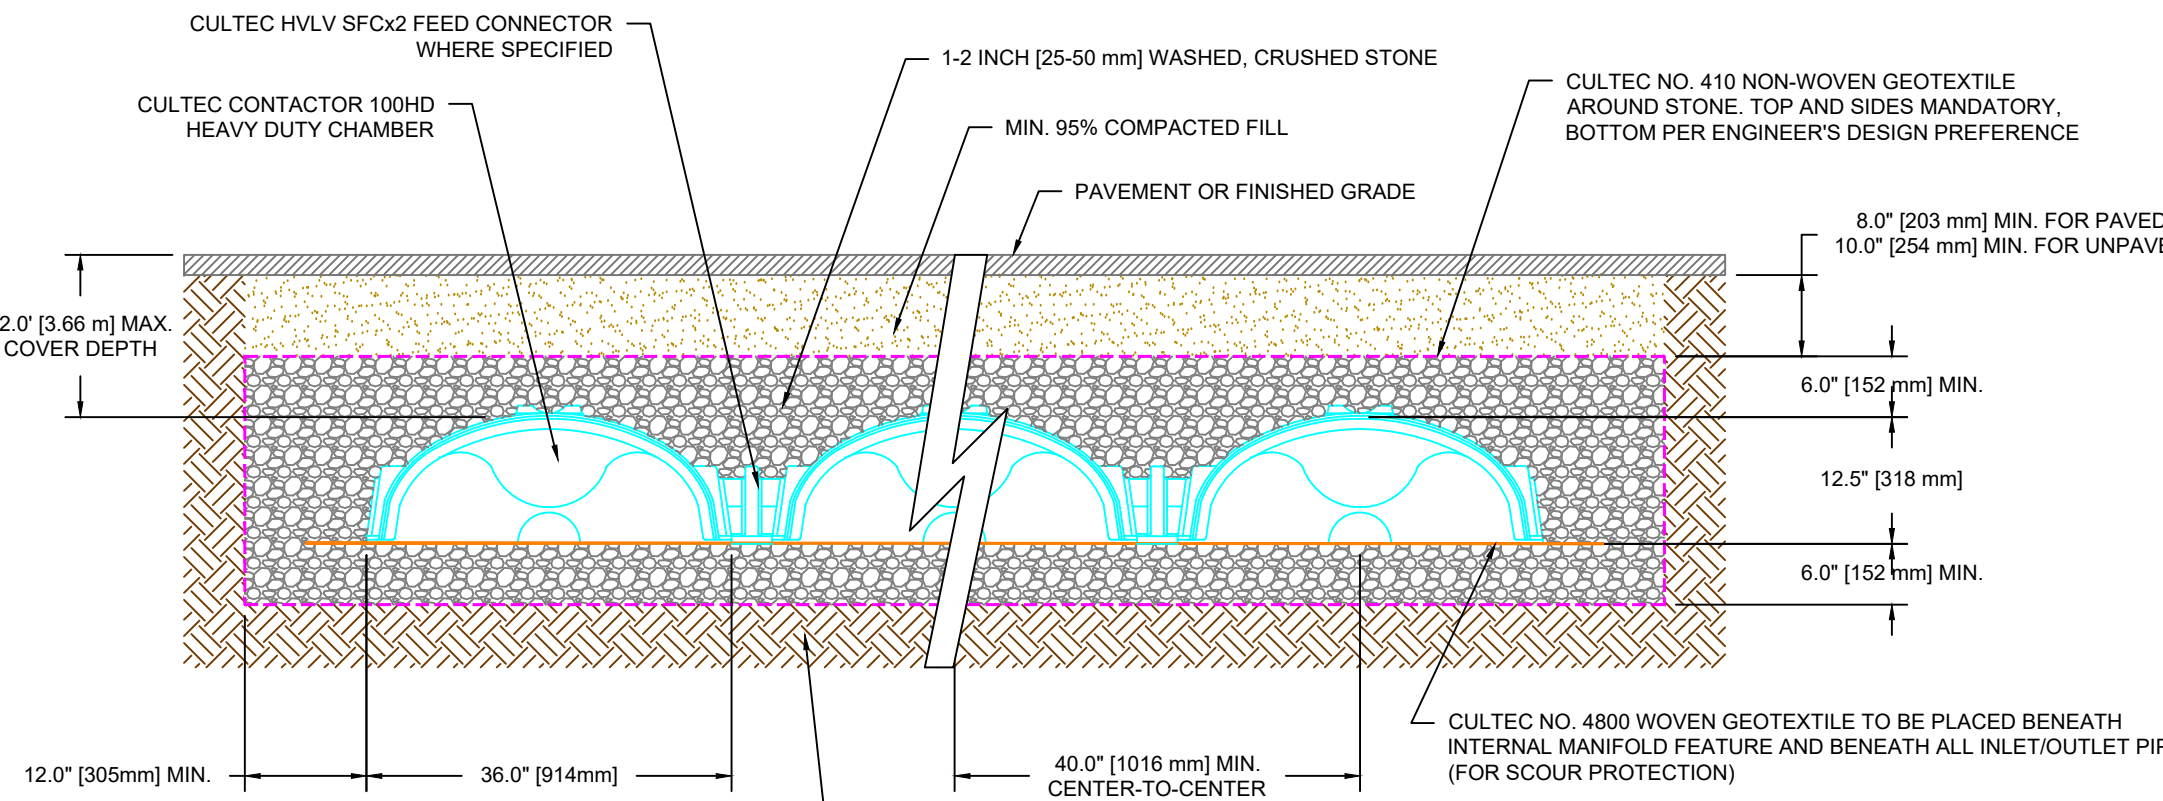 CULTEC HVLV SFCx2 FEED CONNECTOR
WHERE SPECIFIED
1-2 INCH [25-50 mm] WASHED, CRUSHED STONE
CULTEC NO. 410 NON-WOVEN GEOTEXTILE
AROUND STONE. TOP AND SIDES MANDATORY,
BOTTOM PER ENGINEER'S DESIGN PREFERENCE
CULTEC CONTACTOR 100HD
HEAVY DUTY CHAMBER
MIN. 95% COMPACTED FILL
PAVEMENT OR FINISHED GRADE
8.0" [203 mm] MIN. FOR PAVED
10.0" [254 mm] MIN. FOR UNPAVE
2.0' [3.66 m] MAX.
COVER DEPTH
6.0" [152 mm] MIN.
12.5" [318 mm]
6.0" [152 mm] MIN.
CULTEC NO. 4800 WOVEN GEOTEXTILE TO BE PLACED BENEATH
INTERNAL MANIFOLD FEATURE AND BENEATH ALL INLET/OUTLET PIP
(FOR SCOUR PROTECTION)
12.0" [305mm] MIN.
36.0" [914mm]
40.0" [1016 mm] MIN.
CENTER-TO-CENTER